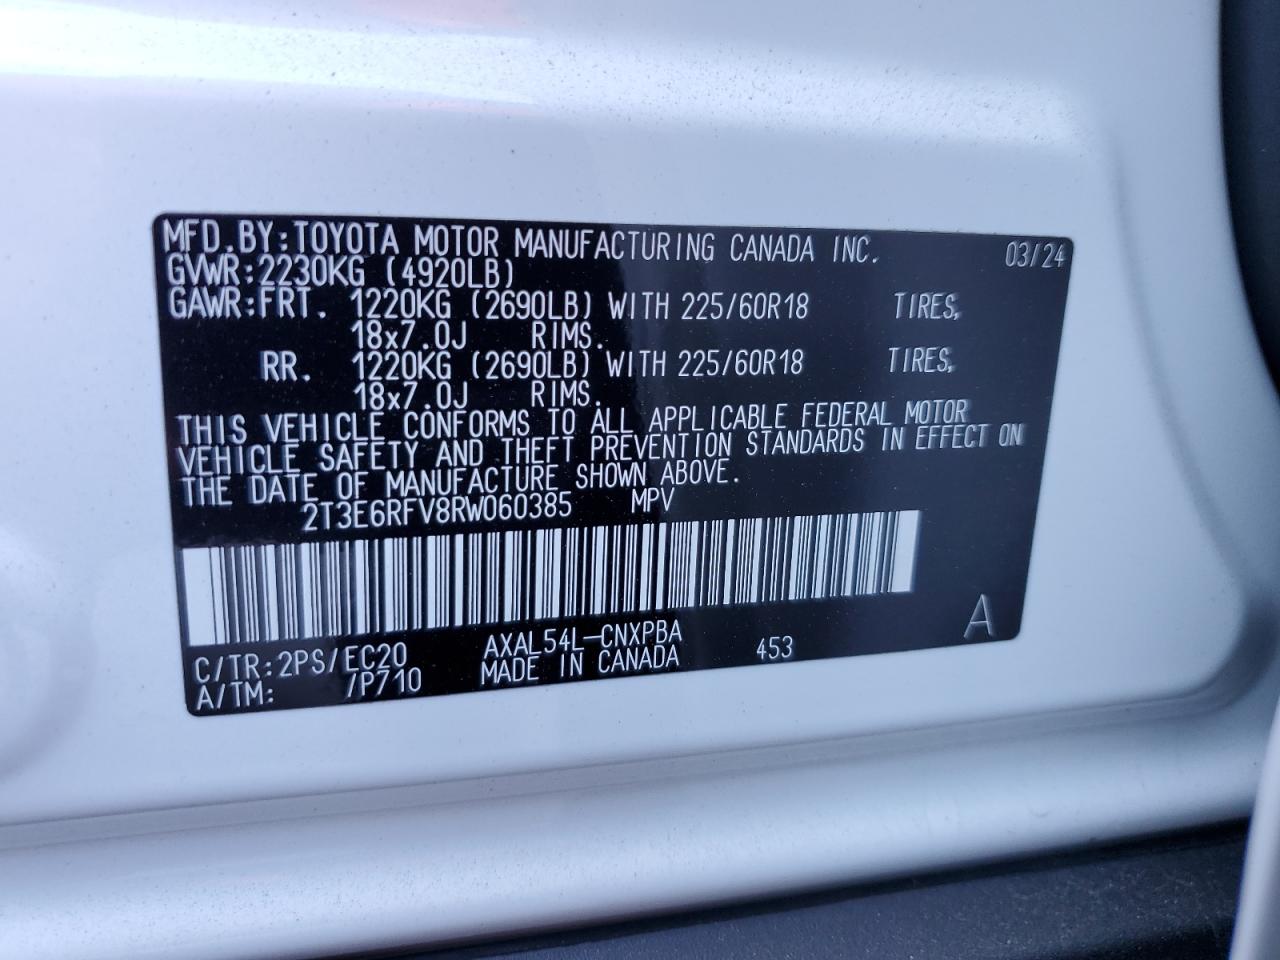 MFD.BY:TOYOTA MOTOR MANUFACTURING CANADA INC. 03/24
GVWR:2230KG (4920LB)
GAWR:FRT. 1220KG (2690LB) WITH 225/60R18 TIRES,
18x7.0J RIMS.
RR. 1220KG (2690LB) WITH 225/60R18 TIRES,
18x7.0J RIMS.
THIS VEHICLE CONFORMS TO ALL APPLICABLE FEDERAL MOTOR
VEHICLE SAFETY AND THEFT PREVENTION STANDARDS IN EFFECT ON
THE DATE OF MANUFACTURE SHOWN ABOVE.
2T3E6RFV8RW060385 MPV
C/TR:2PS/EC20 AXAL54L-CNXPBA 453 A
A/TM: /P710 MADE IN CANADA